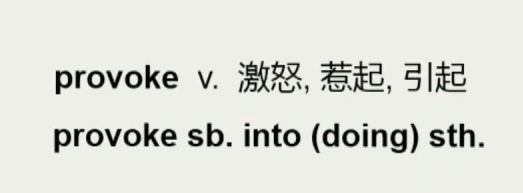 provoke v. 激怒, 惹起, 引起
provoke sb. into (doing) sth.